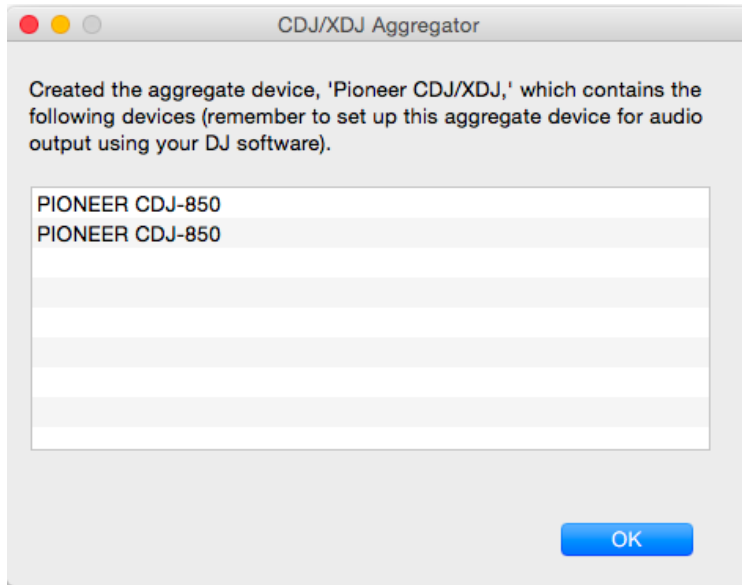 CDJ/XDJ Aggregator
Created the aggregate device, 'Pioneer CDJ/XDJ,' which contains the
following devices (remember to set up this aggregate device for audio
output using your DJ software).
PIONEER CDJ-850
PIONEER CDJ-850
OK